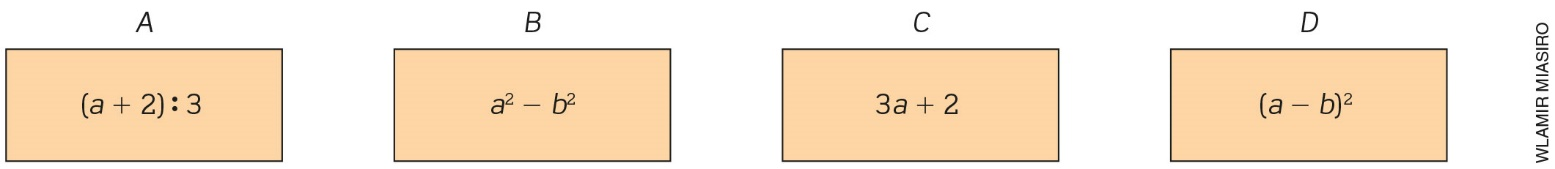 A
B
C
D
(a + 2) : 3
a² − b²
3a + 2
(a − b)²
WLAMIR MIASIRO